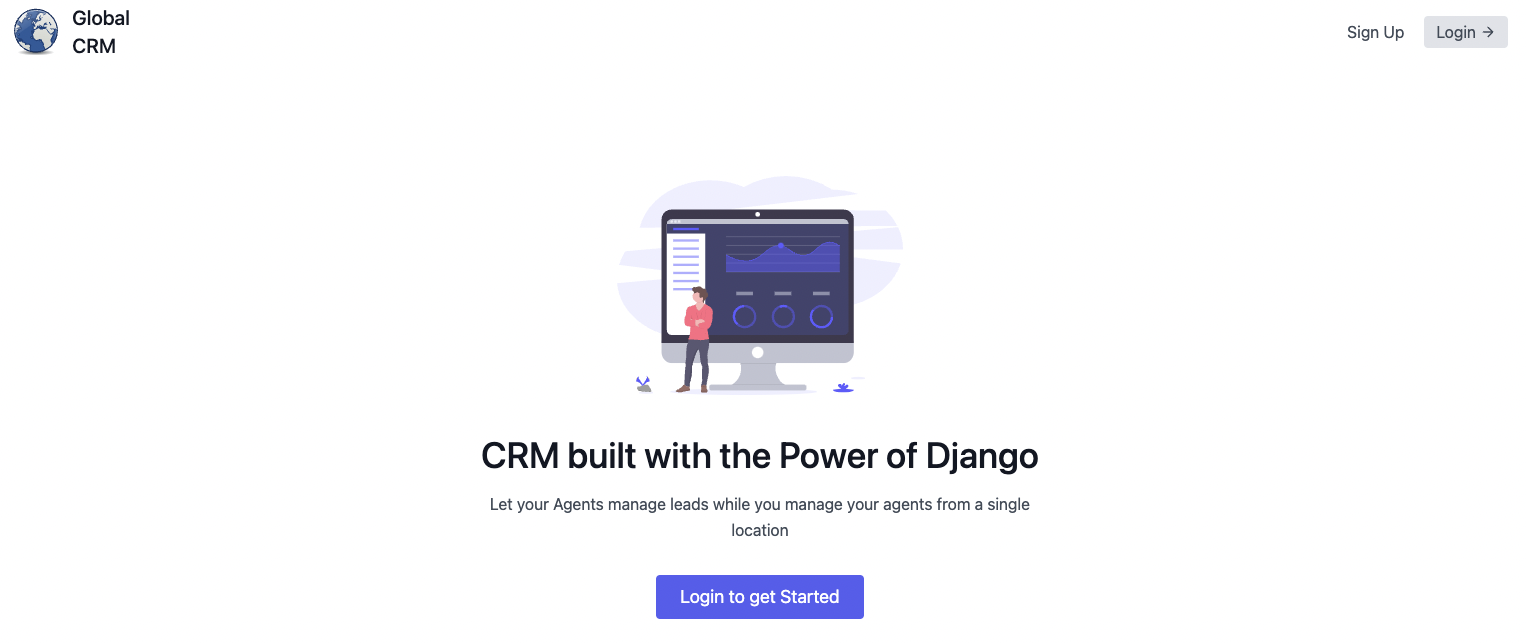 Global
CRM
Sign Up
Login →
CRM built with the Power of Django
Let your Agents manage leads while you manage your agents from a single
location
Login to get Started